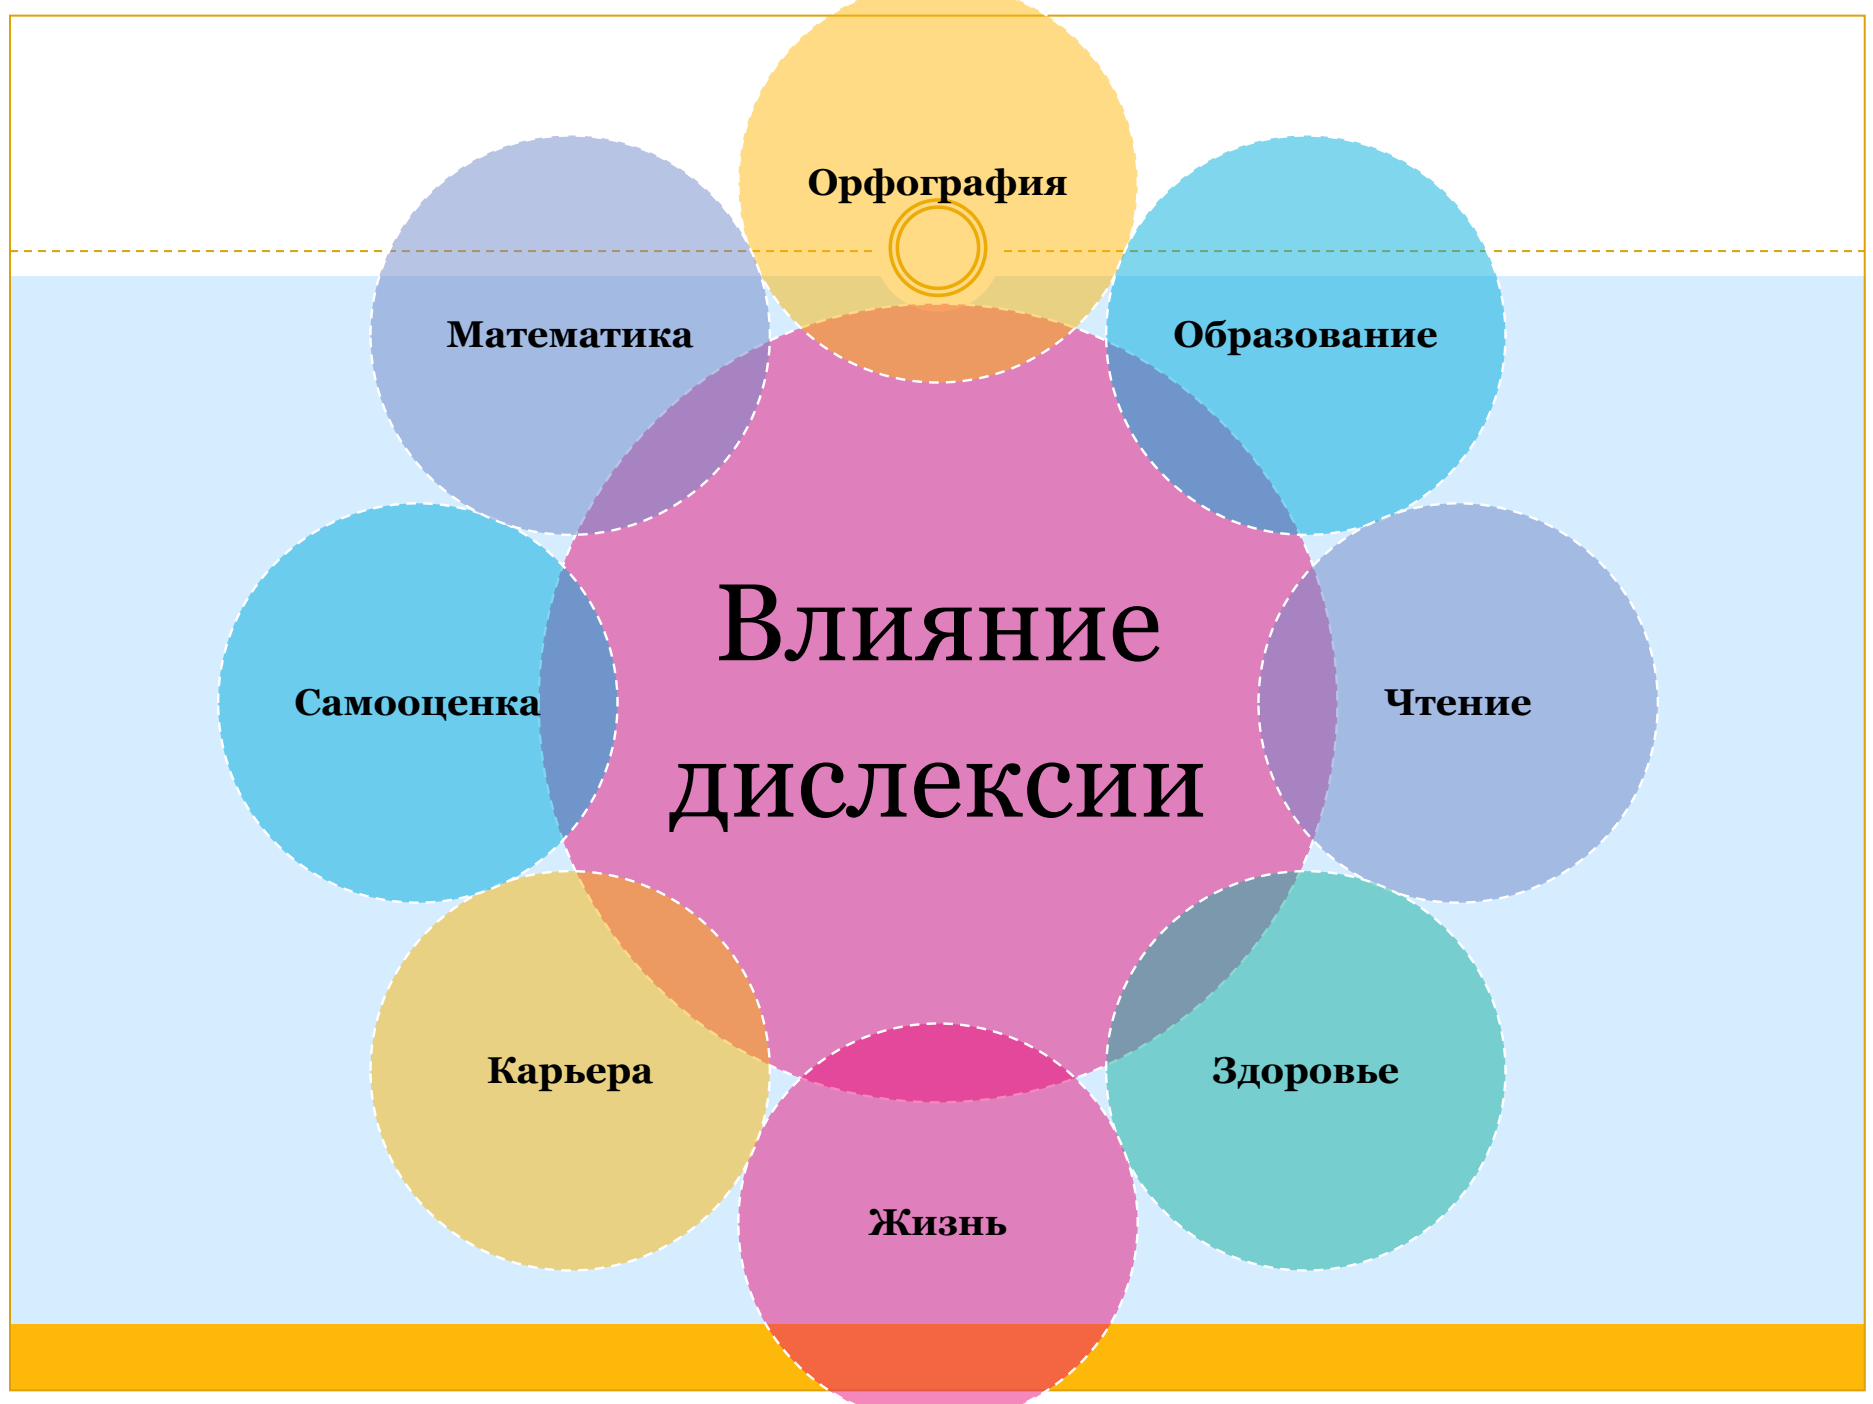 Орфография
Математика
Образование
Влияние
дислексии
Самооценка
Чтение
Карьера
Здоровье
Жизнь